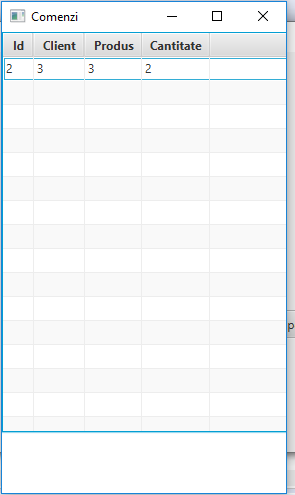 Comenzi
Id Client Produs Cantitate
2 3 3 2
p